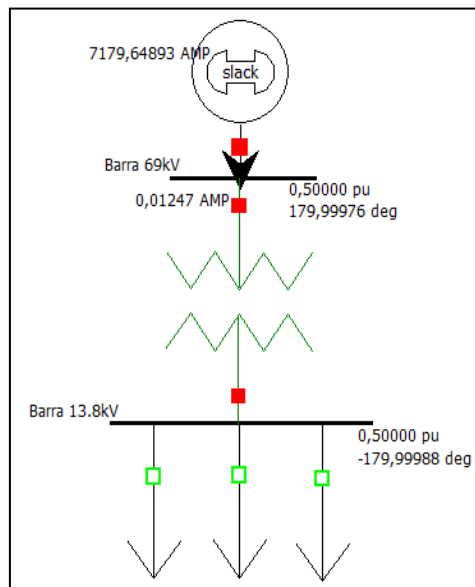 7179,64893 AMP
slack
Barra 69kV
0,50000 pu
0,01247 AMP
179,99976 deg
Barra 13.8kV
0,50000 pu
-179,99988 deg